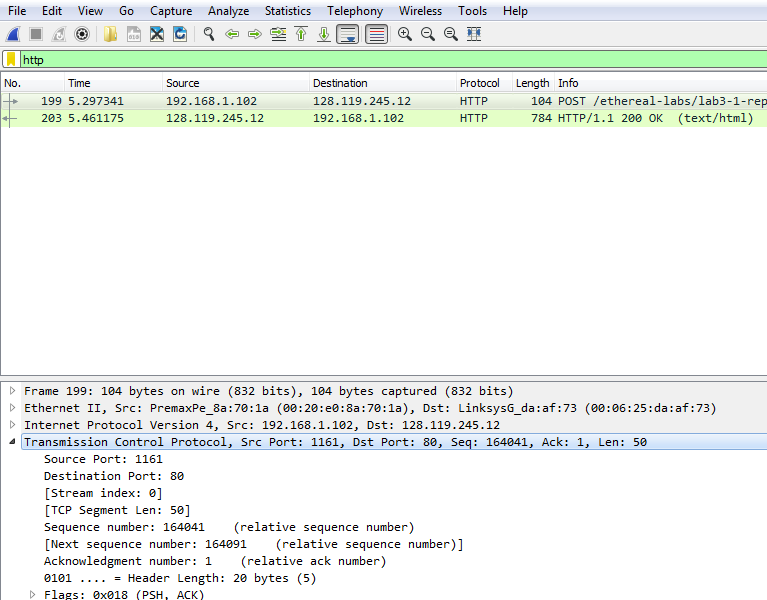 File Edit View Go Capture Analyze Statistics Telephony Wireless Tools Help
http
No. Time Source Destination Protocol Length Info
199 5.297341 192.168.1.102 128.119.245.12 HTTP 104 POST /ethereal-labs/lab3-1-rep
203 5.461175 128.119.245.12 192.168.1.102 HTTP 784 HTTP/1.1 200 OK (text/html)
Frame 199: 104 bytes on wire (832 bits), 104 bytes captured (832 bits)
Ethernet II, Src: PremaxPe_8a:70:1a (00:20:e0:8a:70:1a), Dst: LinksysG_da:af:73 (00:06:25:da:af:73)
Internet Protocol Version 4, Src: 192.168.1.102, Dst: 128.119.245.12
Transmission Control Protocol, Src Port: 1161, Dst Port: 80, Seq: 164041, Ack: 1, Len: 50
Source Port: 1161
Destination Port: 80
[Stream index: 0]
[TCP Segment Len: 50]
Sequence number: 164041 (relative sequence number)
[Next sequence number: 164091 (relative sequence number)]
Acknowledgment number: 1 (relative ack number)
0101 .... = Header Length: 20 bytes (5)
Flags: 0x018 (PSH, ACK)